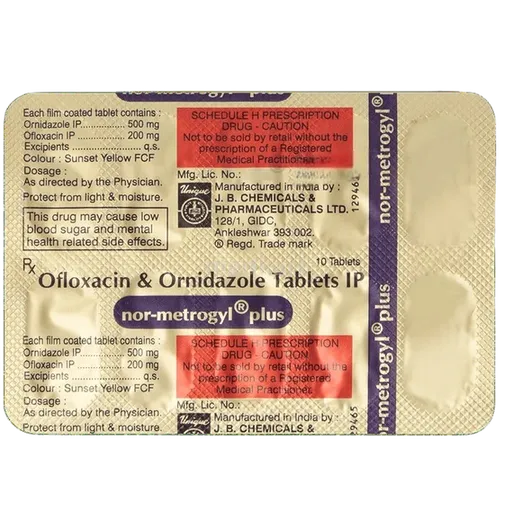 nor-metrogyl® plus
Each film coated tablet contains :
Ornidazole IP............... 500 mg
Ofloxacin IP................. 200 mg
Excipients ................... q.s.
Colour : Sunset Yellow FCF
Dosage :
As directed by the Physician.
Protect from light & moisture.
This drug may cause low
blood sugar and mental
health related side effects.
SCHEDULE H PRESCRIPTION
DRUG - CAUTION
Not to be sold by retail without the
prescription of a Registered
Medical Practitioner.
Mfg. Lic. No.:
Unique
Manufactured in India by :
J. B. CHEMICALS &
PHARMACEUTICALS LTD.
128/1, GIDC,
Ankleshwar 393 002.
® Regd. Trade mark
129465
nor-metrogyl® plus
Rx
10 Tablets
Ofloxacin & Ornidazole Tablets IP
nor-metrogyl® plus
Each film coated tablet contains :
Ornidazole IP............... 500 mg
Ofloxacin IP................. 200 mg
Excipients ................... q.s.
Colour : Sunset Yellow FCF
Dosage :
As directed by the Physician.
Protect from light & moisture.
SCHEDULE H PRESCRIPTION
DRUG - CAUTION
Not to be sold by retail without the
prescription of a Registered
Medical Practitioner.
Mfg. Lic. No.:
Unique
Manufactured in India by :
J. B. CHEMICALS &
129465
r-metrogyl® plus